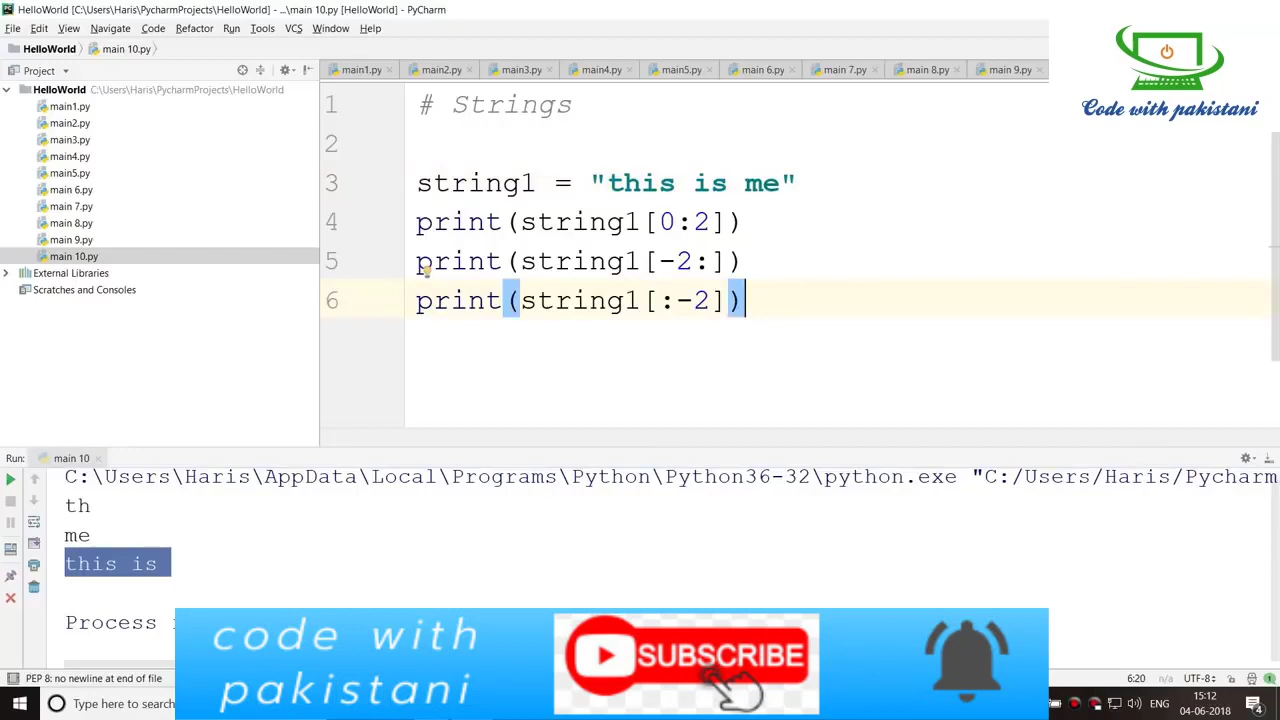 HelloWorld [C:\Users\Haris\PycharmProjects\HelloWorld] - ...\main 10.py [HelloWorld] - PyCharm
File Edit View Navigate Code Refactor Run Tools VCS Window Help
HelloWorld main 10.py
Project
main1.py main2.py main3.py main4.py main5.py main 6.py main 7.py main 8.py main 9.py
HelloWorld C:\Users\Haris\PycharmProjects\HelloWorld
main1.py
main2.py
main3.py
main4.py
main5.py
main 6.py
main 7.py
main 8.py
main 9.py
main 10.py
External Libraries
Scratches and Consoles
1 # Strings
2
3 string1 = "this is me"
4 print(string1[0:2])
5 print(string1[-2:])
6 print(string1[:-2])
Code with pakistani
Run: main 10
C:\Users\Haris\AppData\Local\Programs\Python\Python36-32\python.exe "C:/Users/Haris/Pycharm
th
me
this is
Process
code with
pakistani
SUBSCRIBE
PEP 8: no newline at end of file
6:20 n/a UTF-8
Type here to search
15:12
04-06-2018
4